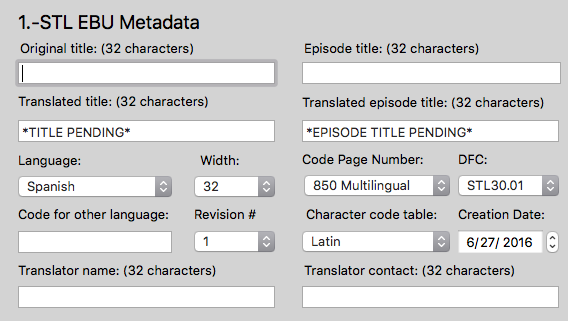 1.-STL EBU Metadata
Original title: (32 characters) Episode title: (32 characters)
Translated title: (32 characters) Translated episode title: (32 characters)
*TITLE PENDING* *EPISODE TITLE PENDING*
Language: Width: Code Page Number: DFC:
Spanish 32 850 Multilingual STL30.01
Code for other language: Revision # Character code table: Creation Date:
1 Latin 6/27/ 2016
Translator name: (32 characters) Translator contact: (32 characters)